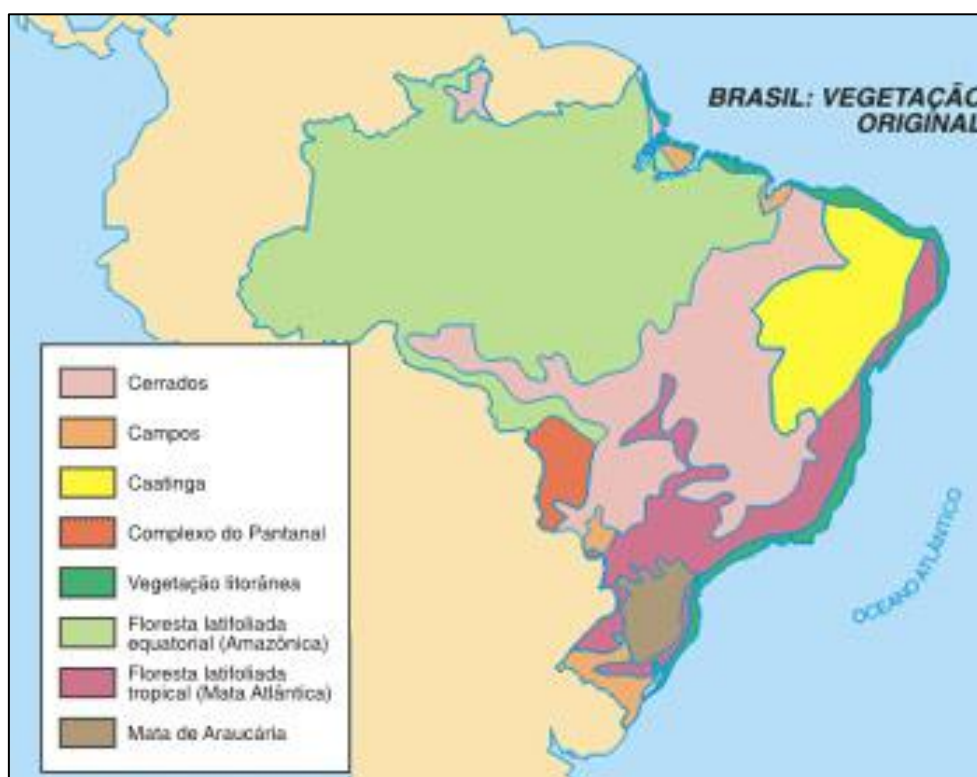 BRASIL: VEGETAÇÃO
ORIGINAL
Cerrados
Campos
Caatinga
Complexo do Pantanal
Vegetação litorânea
Floresta latifoliada
equatorial (Amazônica)
Floresta latifoliada
tropical (Mata Atlântica)
Mata de Araucária
OCEANO ATLÂNTICO